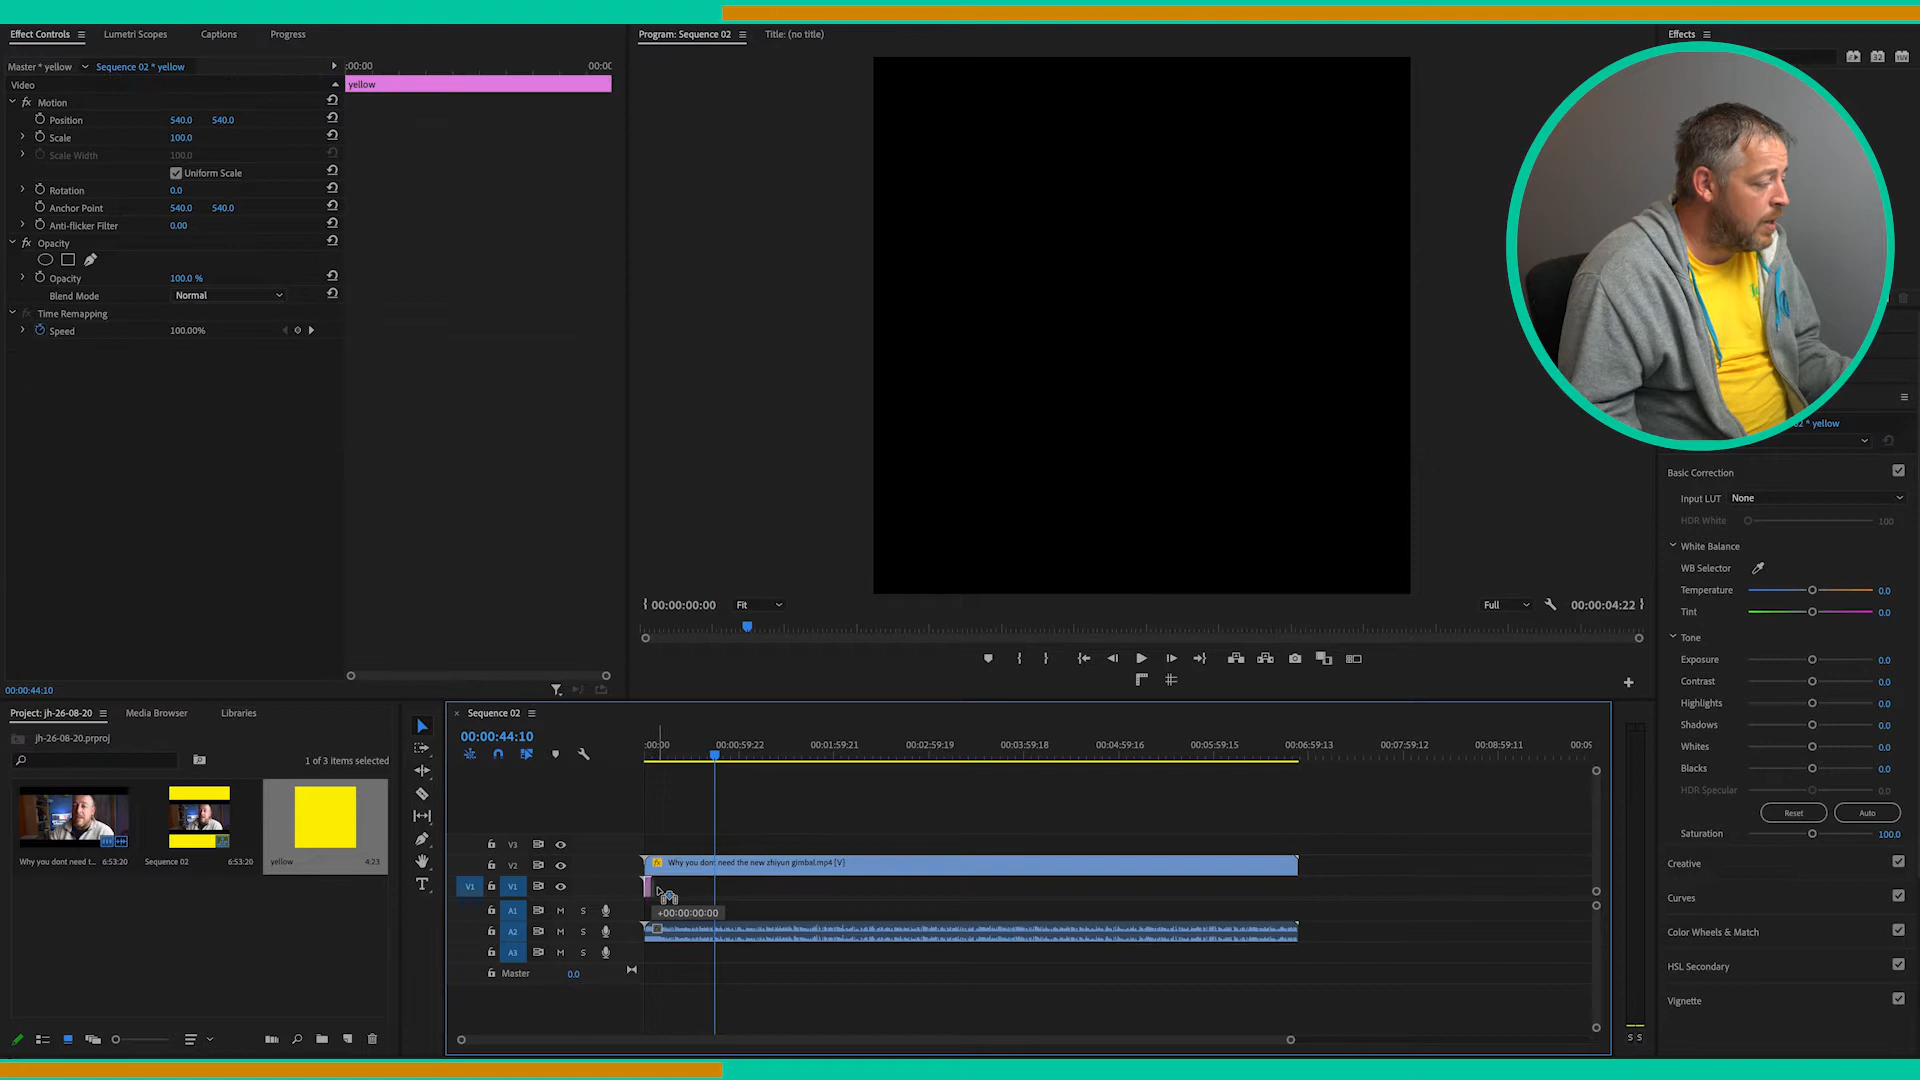 Effect Controls
Lumetri Scopes
Captions
Progress
Program: Sequence 02
Title: (no title)
Effects
Master * yellow
Sequence 02 * yellow
:00:00
00:0
Video
yellow
Motion
Position 540.0 540.0
Scale 100.0
Scale Width 100.0
Uniform Scale
Rotation 0.0
Anchor Point 540.0 540.0
Anti-flicker Filter 0.00
Opacity
Opacity 100.0 %
Blend Mode Normal
Time Remapping
Speed 100.00%
00:00:44:10
00:00:00:00
Fit
Full
00:00:04:22
02 * yellow
Basic Correction
Input LUT None
HDR White 100
White Balance
WB Selector
Temperature 0.0
Tint 0.0
Tone
Exposure 0.0
Contrast 0.0
Highlights 0.0
Shadows 0.0
Whites 0.0
Blacks 0.0
HDR Specular 0.0
Reset
Auto
Saturation 100.0
Creative
Curves
Color Wheels & Match
HSL Secondary
Vignette
Project: jh-26-08-20
Media Browser
Libraries
jh-26-08-20.prproj
1 of 3 items selected
Why you dont need t... 6:53:20
Sequence 02 6:53:20
yellow 4:23
Sequence 02
00:00:44:10
:00:00
00:00:59:22
00:01:59:21
00:02:59:19
00:03:59:18
00:04:59:16
00:05:59:15
00:06:59:13
00:07:59:12
00:08:59:11
00:09
V3
V2
Why you dont need the new zhiyun gimbal.mp4 [V]
V1 V1
+00:00:00:00
A1 M S
A2 M S
A3 M S
Master 0.0
S S